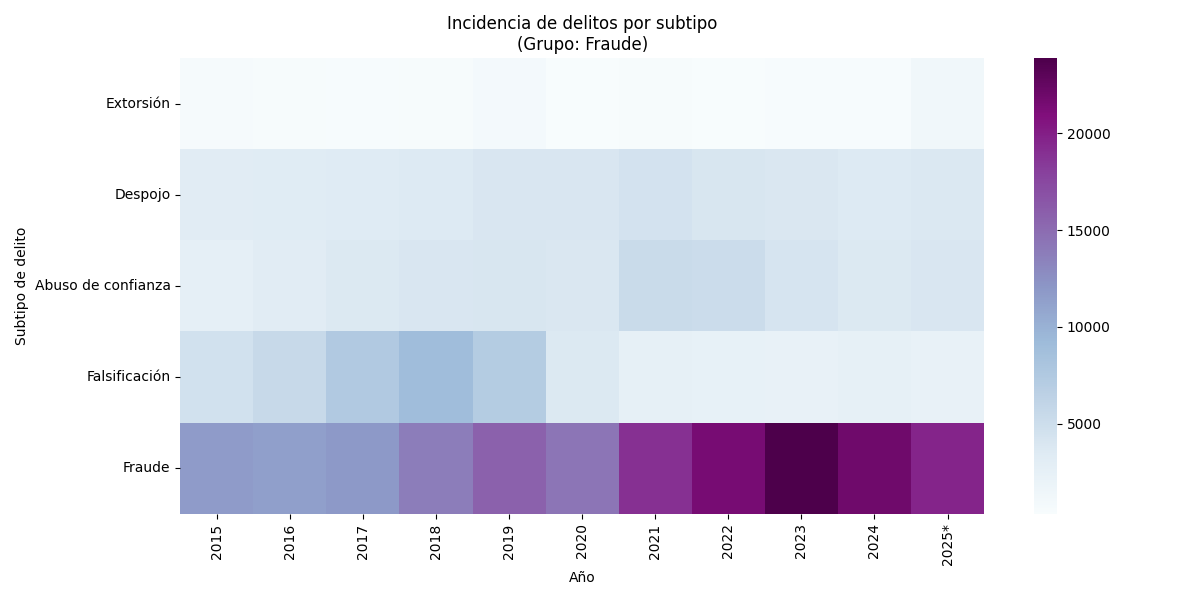 Incidencia de delitos por subtipo
(Grupo: Fraude)
Subtipo de delito
Extorsión
Despojo
Abuso de confianza
Falsificación
Fraude
2015
2016
2017
2018
2019
2020
2021
2022
2023
2024
2025*
Año
20000
15000
10000
5000